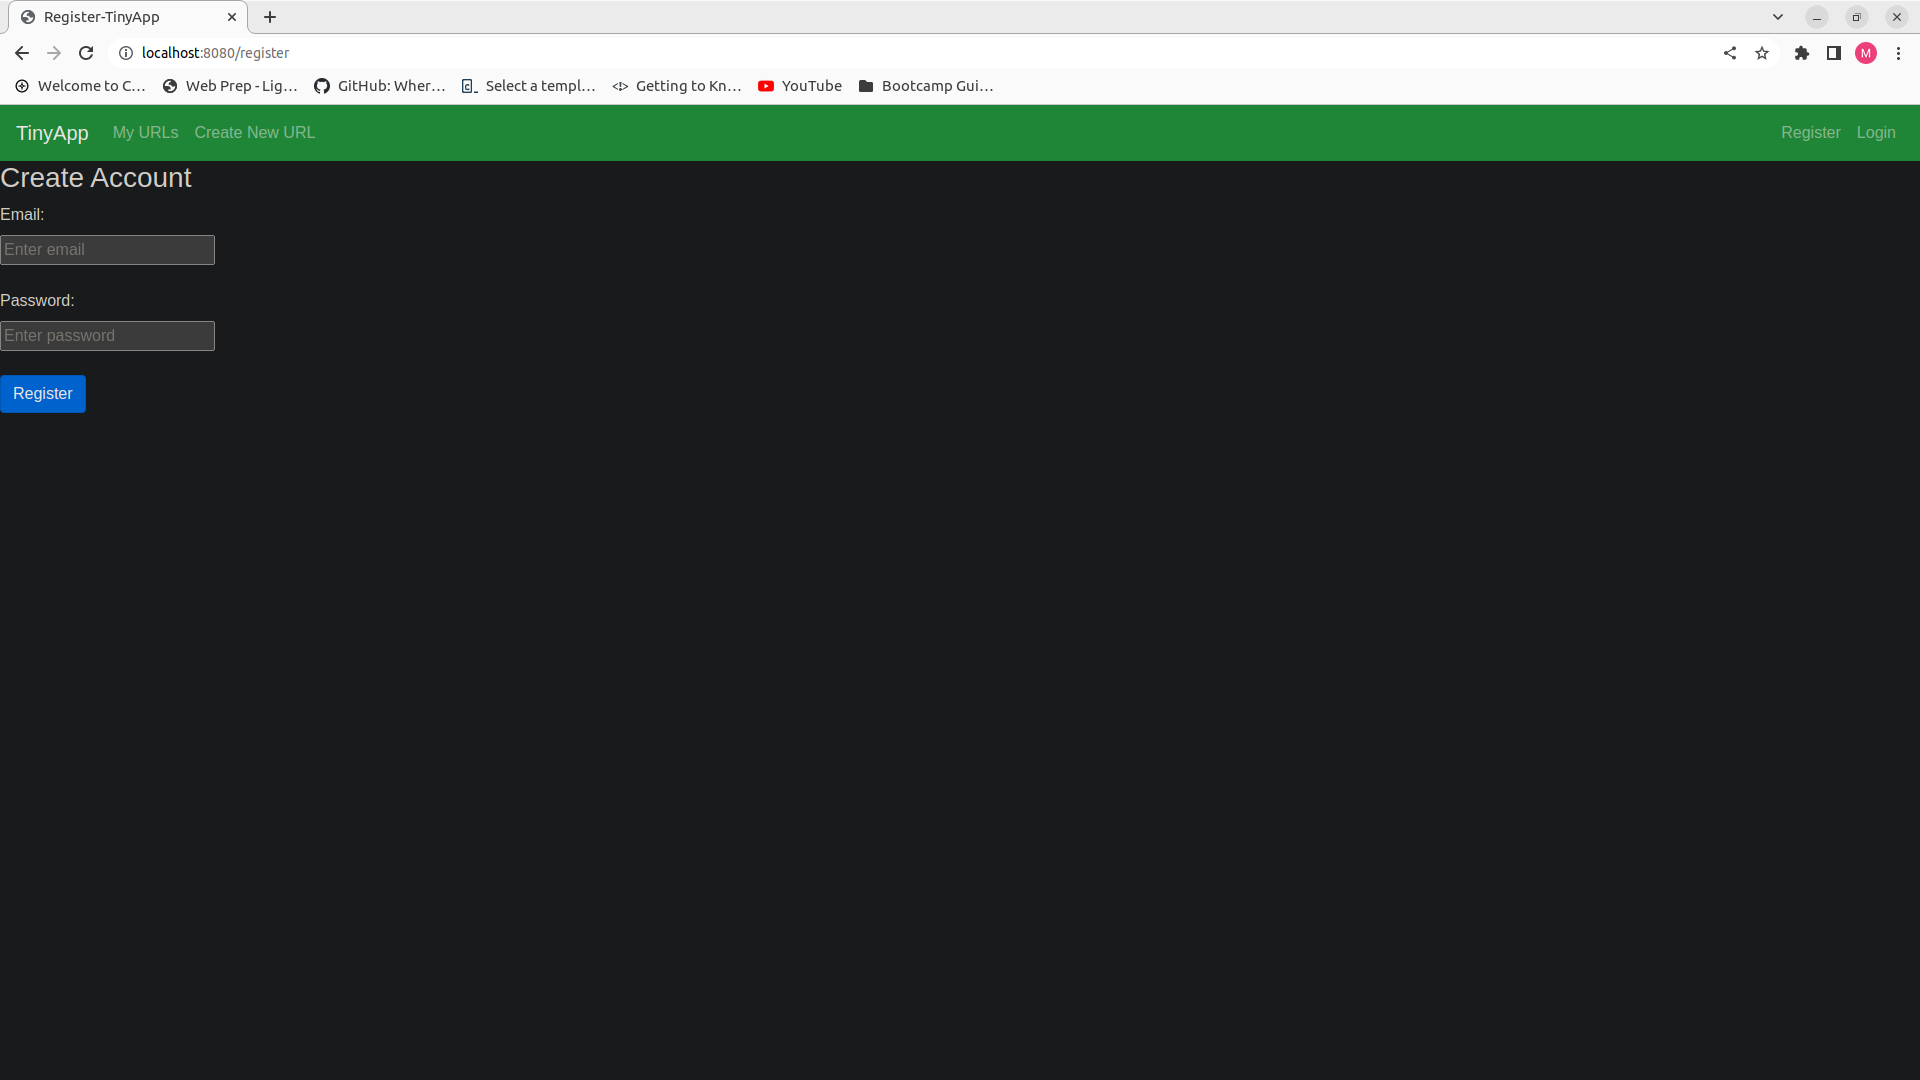 Register-TinyApp
localhost:8080/register
M
Welcome to C... Web Prep - Lig... GitHub: Wher... Select a templ... Getting to Kn... YouTube Bootcamp Gui...
TinyApp My URLs Create New URL Register Login
Create Account
Email:
Enter email
Password:
Enter password
Register